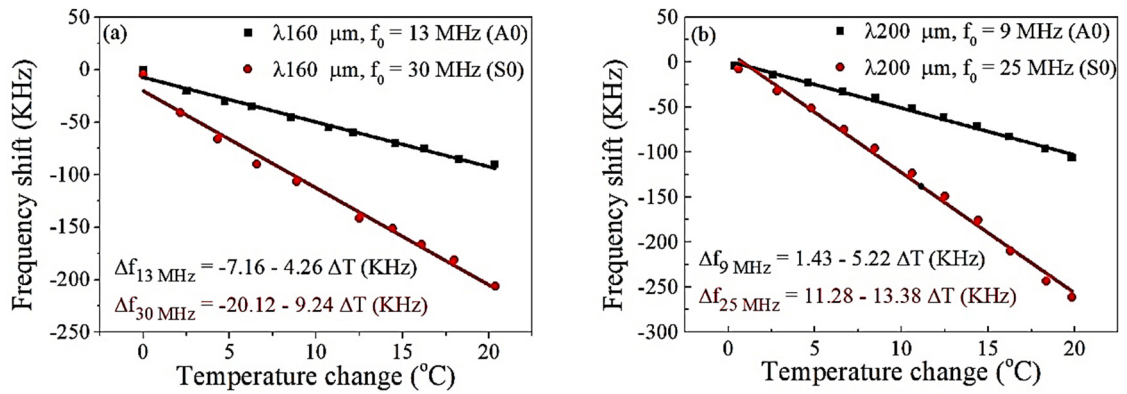 (a)
λ160 μm, f0 = 13 MHz (A0)
λ160 μm, f0 = 30 MHz (S0)
Frequency shift (KHz)
50
0
-50
-100
-150
-200
-250
Δf13 MHz = -7.16 - 4.26 ΔT (KHz)
Δf30 MHz = -20.12 - 9.24 ΔT (KHz)
0 5 10 15 20
Temperature change (oC)
(b)
λ200 μm, f0 = 9 MHz (A0)
λ200 μm, f0 = 25 MHz (S0)
Frequency shift (KHz)
50
0
-50
-100
-150
-200
-250
-300
Δf9 MHz = 1.43 - 5.22 ΔT (KHz)
Δf25 MHz = 11.28 - 13.38 ΔT (KHz)
0 5 10 15 20
Temperature change (oC)